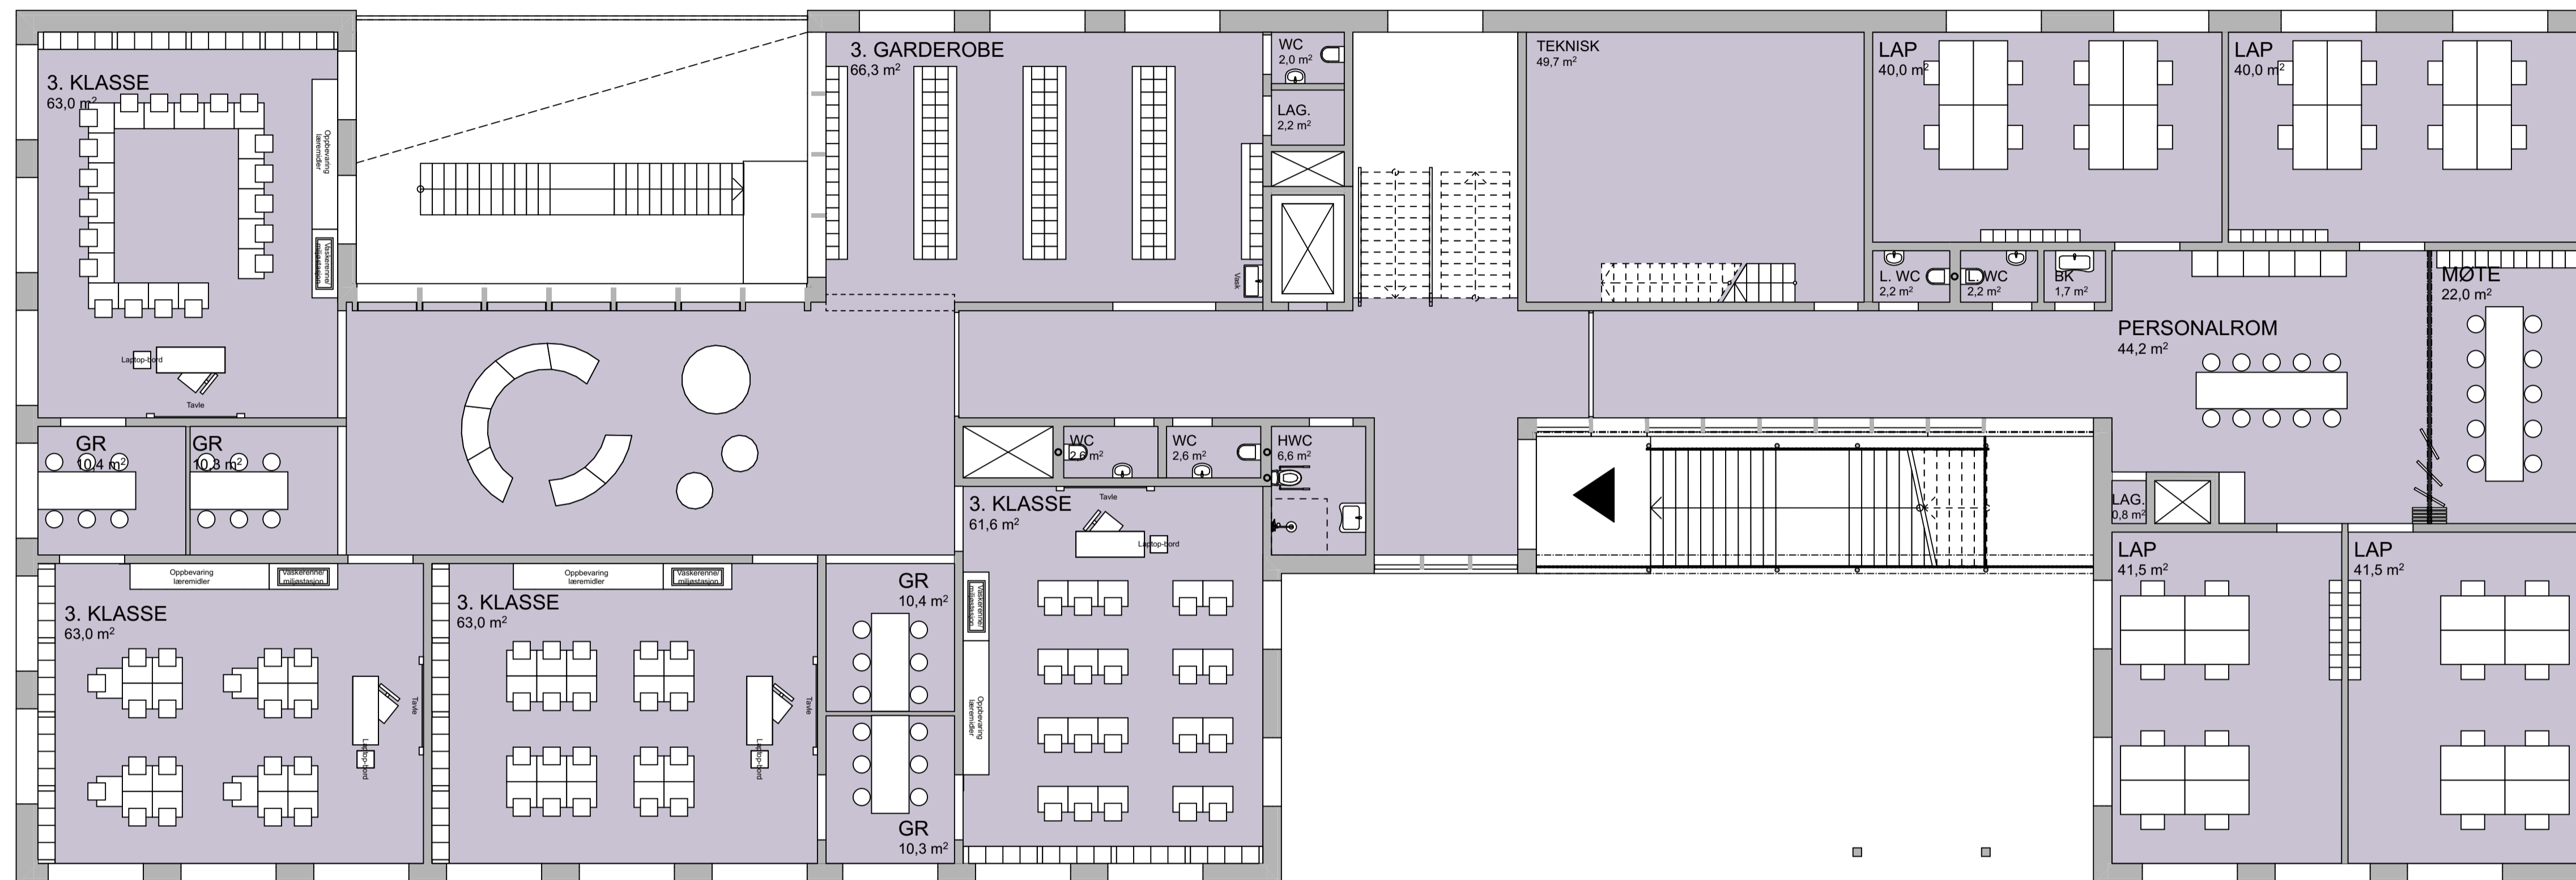 3. KLASSE
63,0 m²
Oppbevaring
læremidler
Vaskerenne/
miljøstasjon
Laptop-bord
Tavle
3. GARDEROBE
66,3 m²
Vask
WC
2,0 m²
LAG.
2,2 m²
TEKNISK
49,7 m²
LAP
40,0 m²
LAP
40,0 m²
L. WC
2,2 m²
L. WC
2,2 m²
BK
1,7 m²
MØTE
22,0 m²
PERSONALROM
44,2 m²
GR
10,4 m²
GR
10,3 m²
WC
2,6 m²
WC
2,6 m²
HWC
6,6 m²
LAG.
0,8 m²
3. KLASSE
63,0 m²
Oppbevaring
læremidler
Vaskerenne/
miljøstasjon
Tavle
Laptop-bord
3. KLASSE
63,0 m²
Oppbevaring
læremidler
Vaskerenne/
miljøstasjon
Tavle
Laptop-bord
GR
10,4 m²
GR
10,3 m²
3. KLASSE
61,6 m²
Tavle
Laptop-bord
Vaskerenne/
miljøstasjon
Oppbevaring
læremidler
LAP
41,5 m²
LAP
41,5 m²